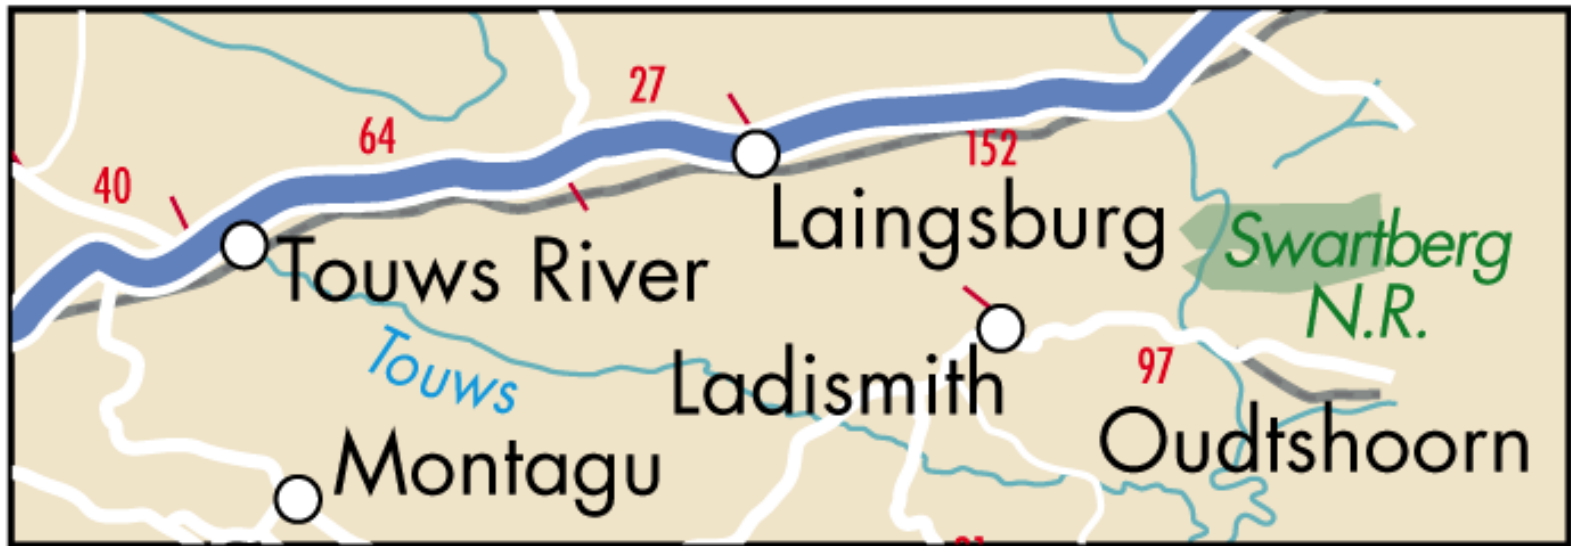 27
64
152
40
Laingsburg
Touws River
Swartberg
N.R.
Touws
Ladismith
97
Montagu
Oudtshoorn